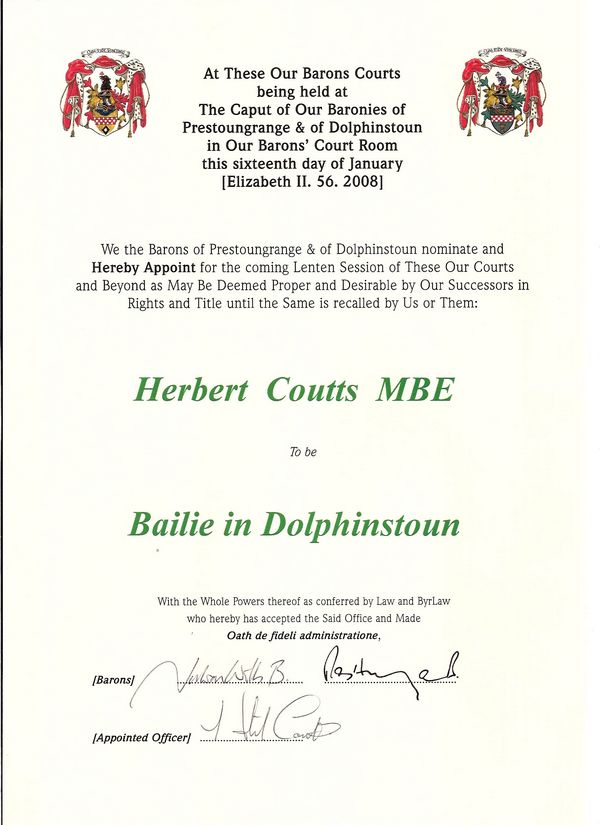 At These Our Barons Courts
being held at
The Caput of Our Baronies of
Prestoungrange & of Dolphinstoun
in Our Barons' Court Room
this sixteenth day of January
[Elizabeth II. 56. 2008]
We the Barons of Prestoungrange & of Dolphinstoun nominate and
Hereby Appoint for the coming Lenten Session of These Our Courts
and Beyond as May Be Deemed Proper and Desirable by Our Successors in
Rights and Title until the Same is recalled by Us or Them:
Herbert Coutts MBE
To be
Bailie in Dolphinstoun
With the Whole Powers thereof as conferred by Law and ByrLaw
who hereby has accepted the Said Office and Made
Oath de fideli administratione,
[Barons]
[Appointed Officer]